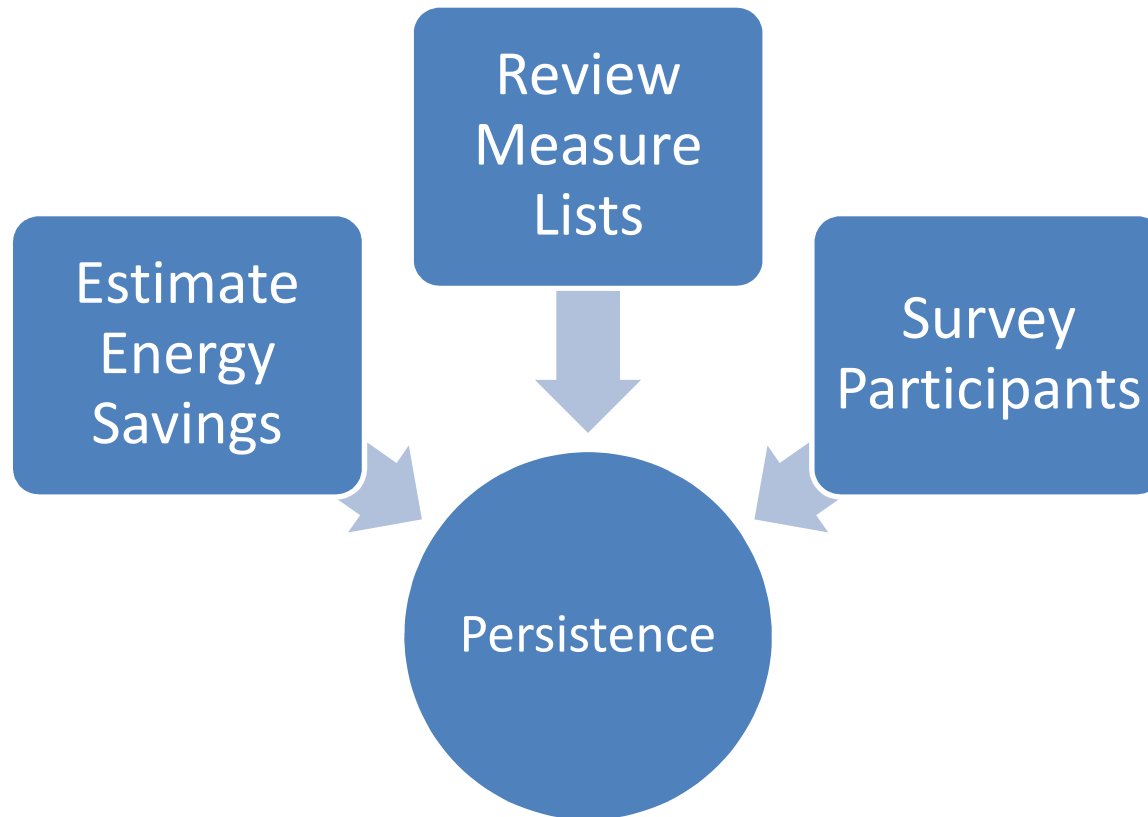 Review
Measure
Lists
Estimate
Energy
Savings
Survey
Participants
Persistence